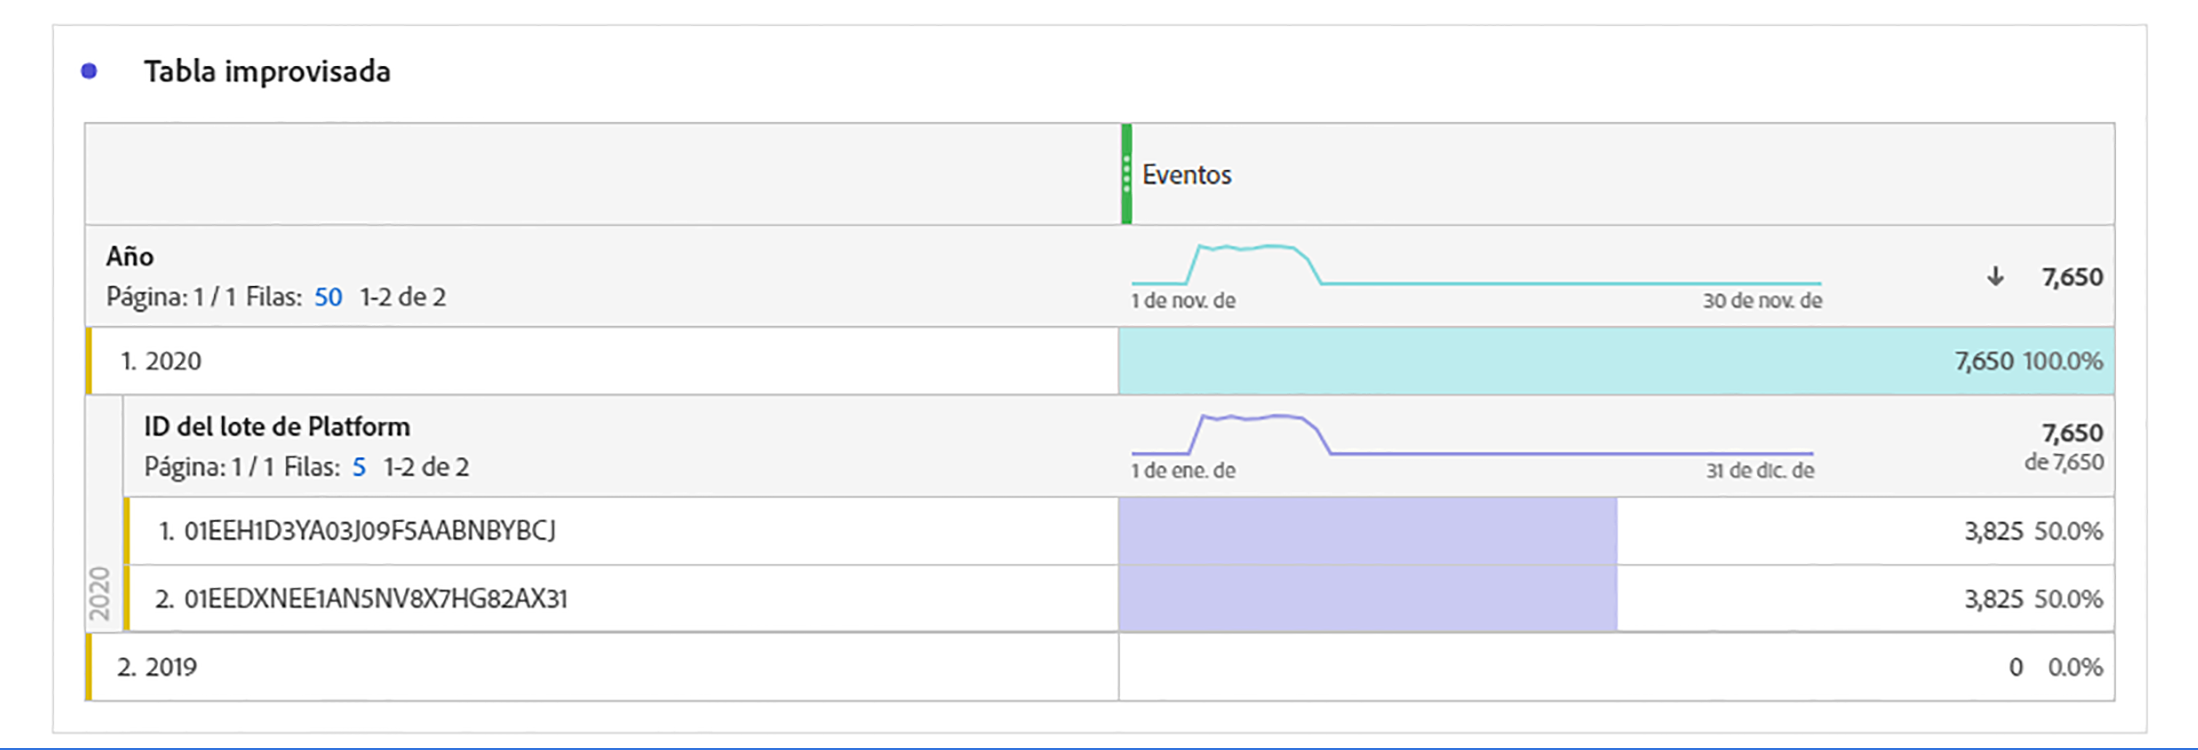 Tabla improvisada
Eventos
Año
Página: 1 / 1 Filas: 50 1-2 de 2
1 de nov. de
30 de nov. de
7,650
1. 2020
7,650 100.0%
ID del lote de Platform
Página: 1 / 1 Filas: 5 1-2 de 2
1 de ene. de
31 de dic. de
7,650
de 7,650
2020
1. 01EEH1D3YA03J09F5AABNBYBCJ
3,825 50.0%
2. 01EEDXNEE1AN5NV8X7HG82AX31
3,825 50.0%
2. 2019
0 0.0%